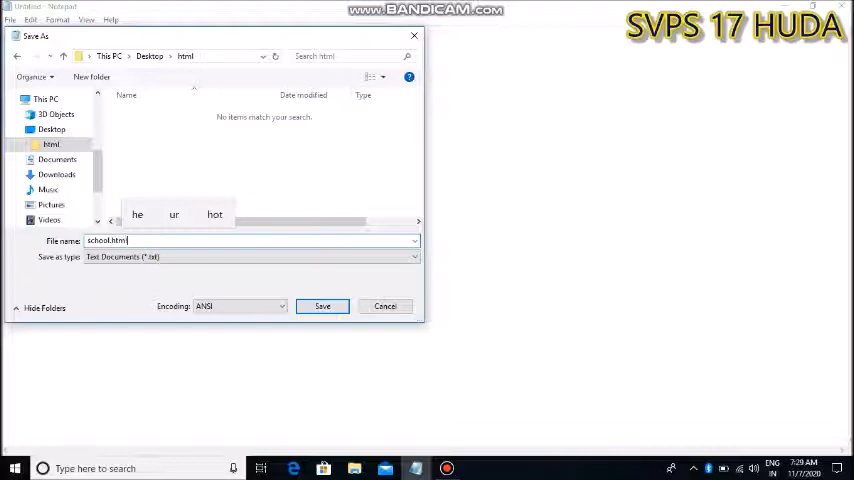 Untitled - Notepad
www.BANDICAM.com
File Edit Format View Help
SVPS 17 HUDA
Save As
This PC > Desktop > html
Search html
Organize
New folder
Name
Date modified
Type
This PC
3D Objects
Desktop
html
Documents
Downloads
Music
Pictures
Videos
No items match your search.
he ur hot
File name: school.html
Save as type: Text Documents (*.txt)
Hide Folders
Encoding: ANSI
Save
Cancel
Type here to search
ENG
IN
7:29 AM
11/7/2020